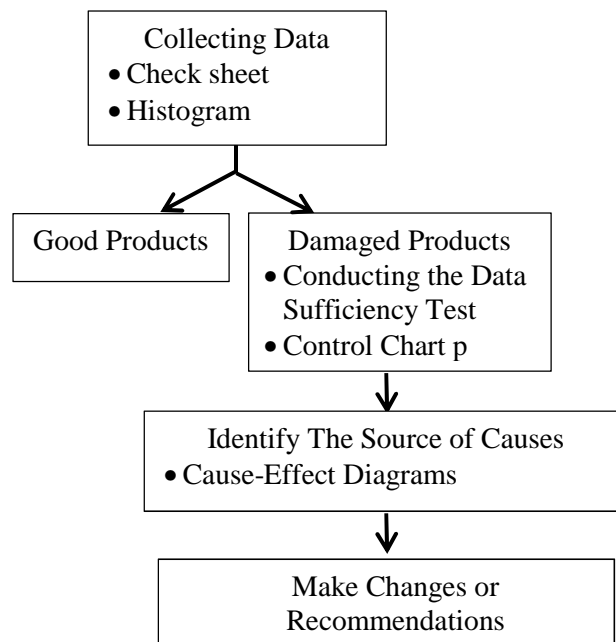 Collecting Data
• Check sheet
• Histogram
Good Products
Damaged Products
• Conducting the Data
Sufficiency Test
• Control Chart p
Identify The Source of Causes
• Cause-Effect Diagrams
Make Changes or
Recommendations